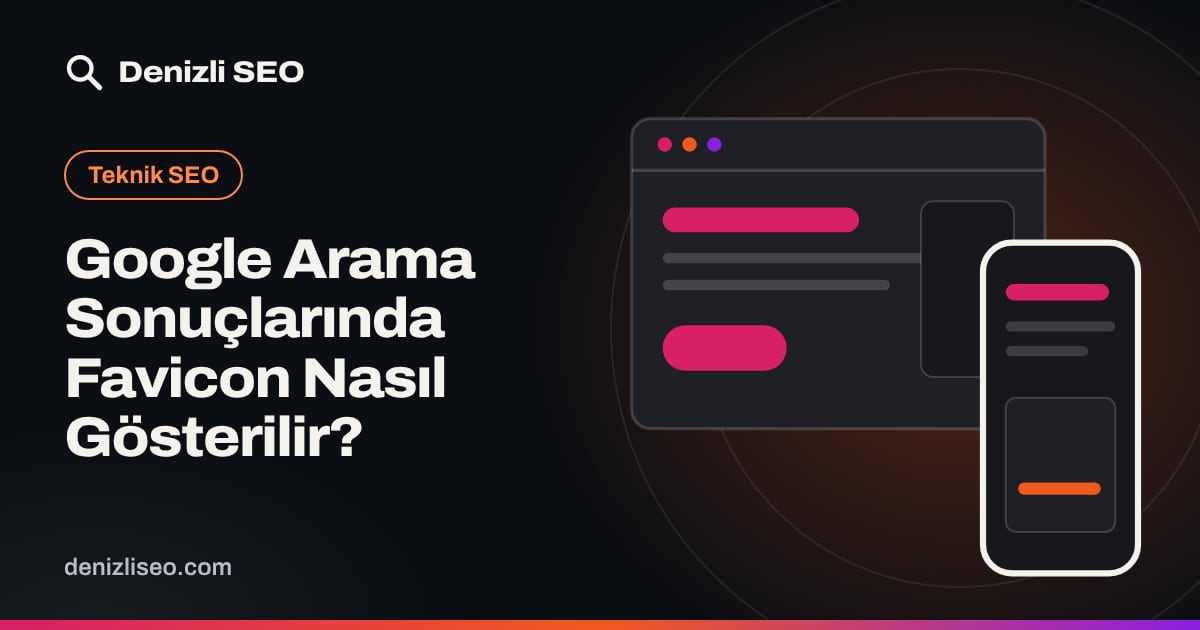 Denizli SEO
Teknik SEO
Google Arama
Sonuçlarında
Favicon Nasıl
Gösterilir?
denizliseo.com